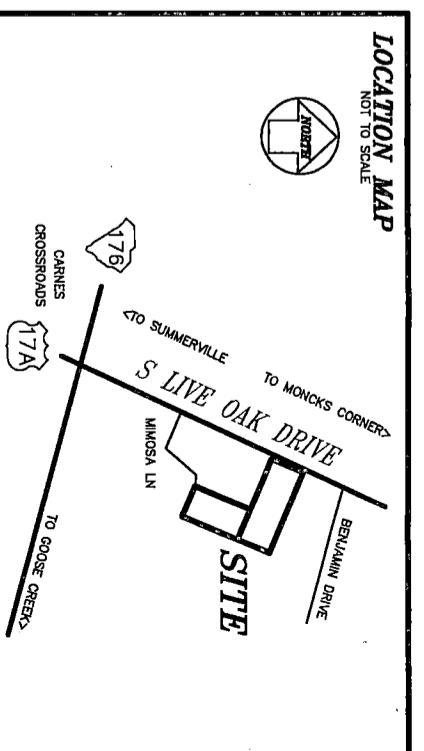 LOCATION MAP
NOT TO SCALE
NORTH
176
CARNES
CROSSROADS
17A
<TO SUMMERVILLE
TO MONCKS CORNER>
S LIVE OAK DRIVE
MIMOSA LN
BENJAMIN DRIVE
SITE
TO GOOSE CREEK>